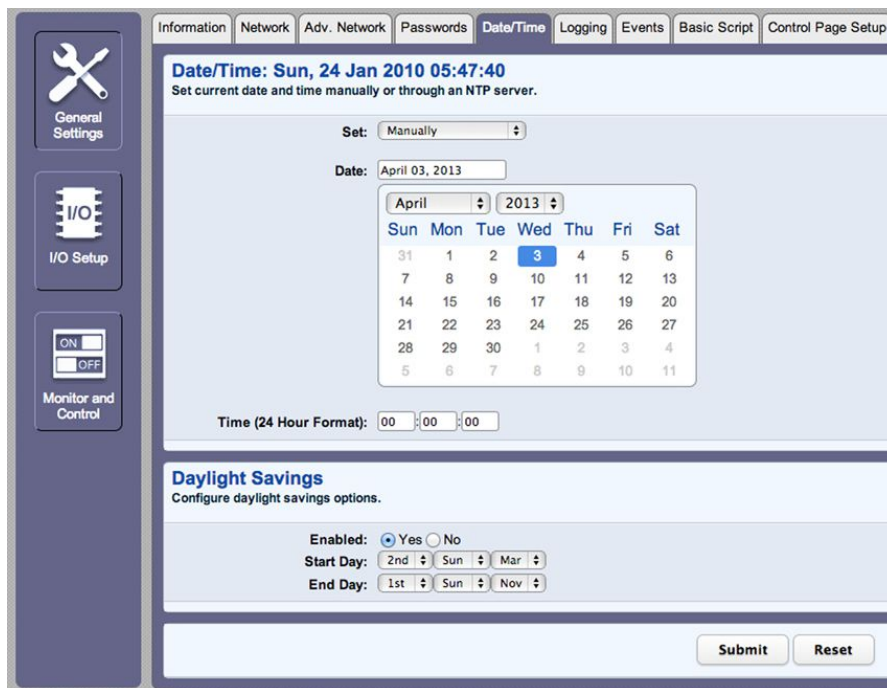 Information Network Adv. Network Passwords Date/Time Logging Events Basic Script Control Page Setup
General
Settings
I/O
I/O Setup
ON
OFF
Monitor and
Control
Date/Time: Sun, 24 Jan 2010 05:47:40
Set current date and time manually or through an NTP server.
Set: Manually
Date: April 03, 2013
April 2013
Sun Mon Tue Wed Thu Fri Sat
31 1 2 3 4 5 6
7 8 9 10 11 12 13
14 15 16 17 18 19 20
21 22 23 24 25 26 27
28 29 30 1 2 3 4
5 6 7 8 9 10 11
Time (24 Hour Format): 00 : 00 : 00
Daylight Savings
Configure daylight savings options.
Enabled: Yes No
Start Day: 2nd Sun Mar
End Day: 1st Sun Nov
Submit Reset